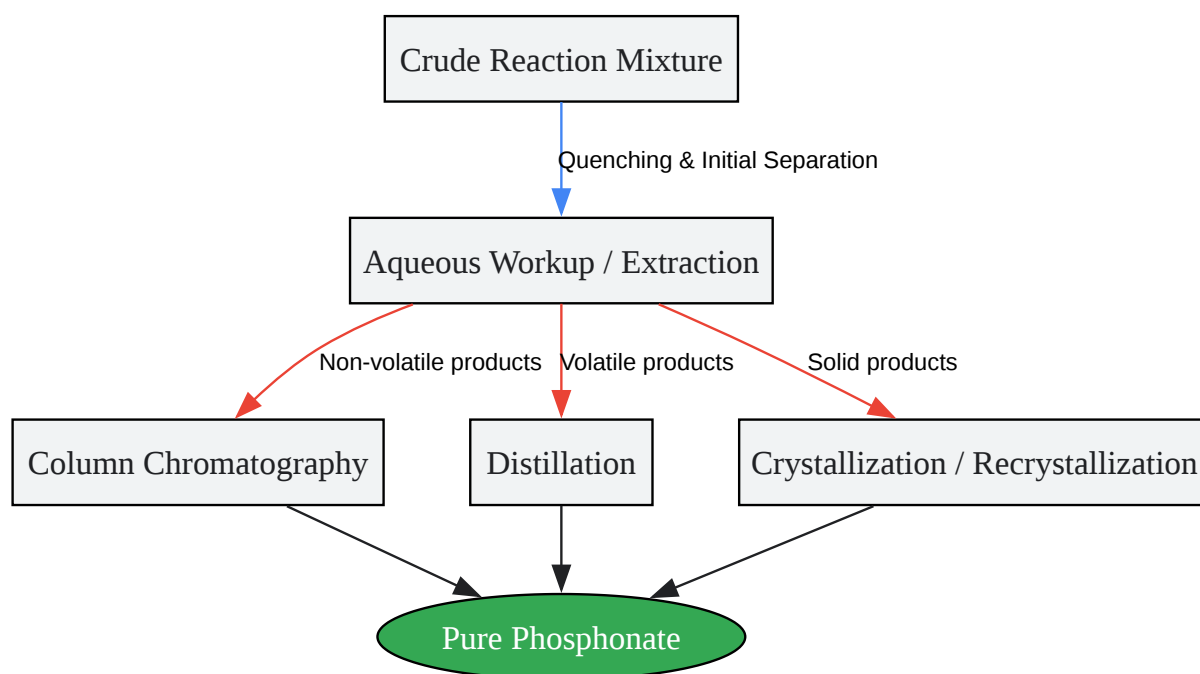 Crude Reaction Mixture
Quenching & Initial Separation
Aqueous Workup / Extraction
Non-volatile products
Volatile products
Solid products
Column Chromatography
Distillation
Crystallization / Recrystallization
Pure Phosphonate